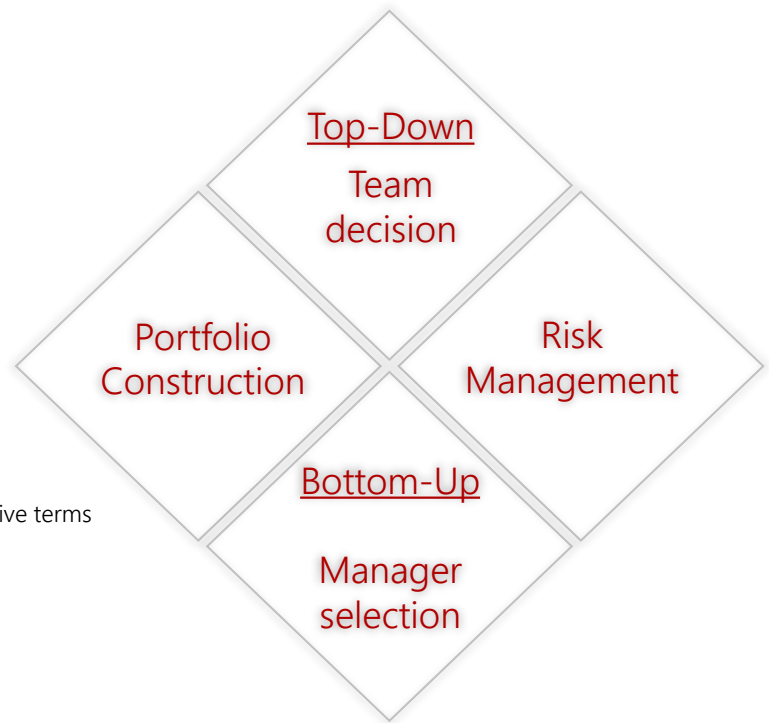 Top-Down
Team
decision
Portfolio
Construction
Risk
Management
Bottom-Up
ive terms
Manager
selection